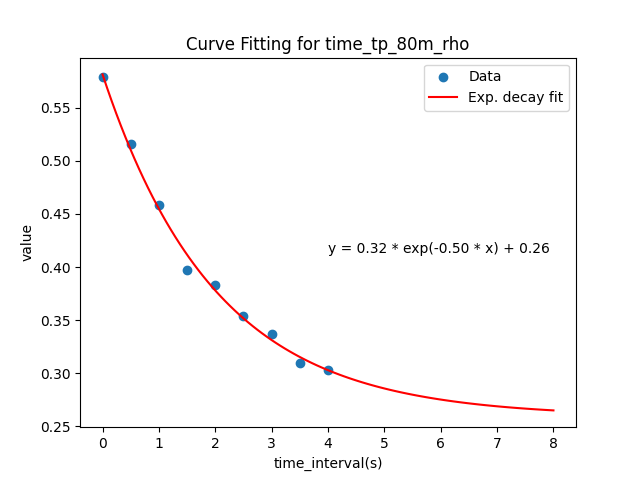 Curve Fitting for time_tp_80m_rho
Data
Exp. decay fit
y = 0.32 * exp(-0.50 * x) + 0.26
value
0.55
0.50
0.45
0.40
0.35
0.30
0.25
0 1 2 3 4 5 6 7 8
time_interval(s)